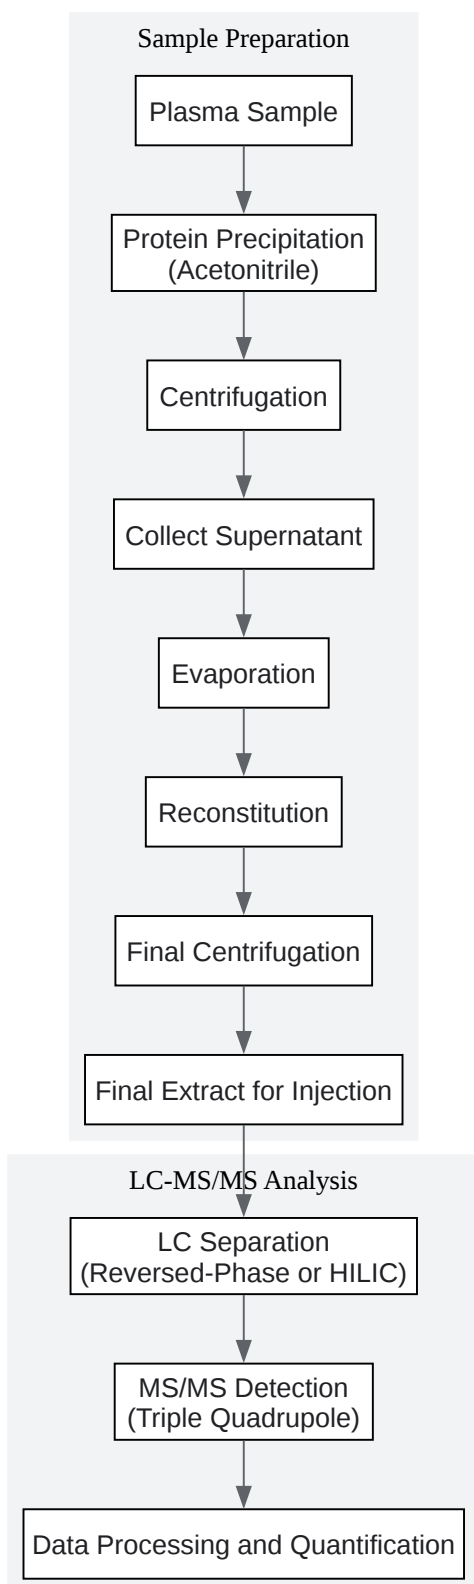 Sample Preparation
Plasma Sample
Protein Precipitation
(Acetonitrile)
Centrifugation
Collect Supernatant
Evaporation
Reconstitution
Final Centrifugation
Final Extract for Injection
LC-MS/MS Analysis
LC Separation
(Reversed-Phase or HILIC)
MS/MS Detection
(Triple Quadrupole)
Data Processing and Quantification